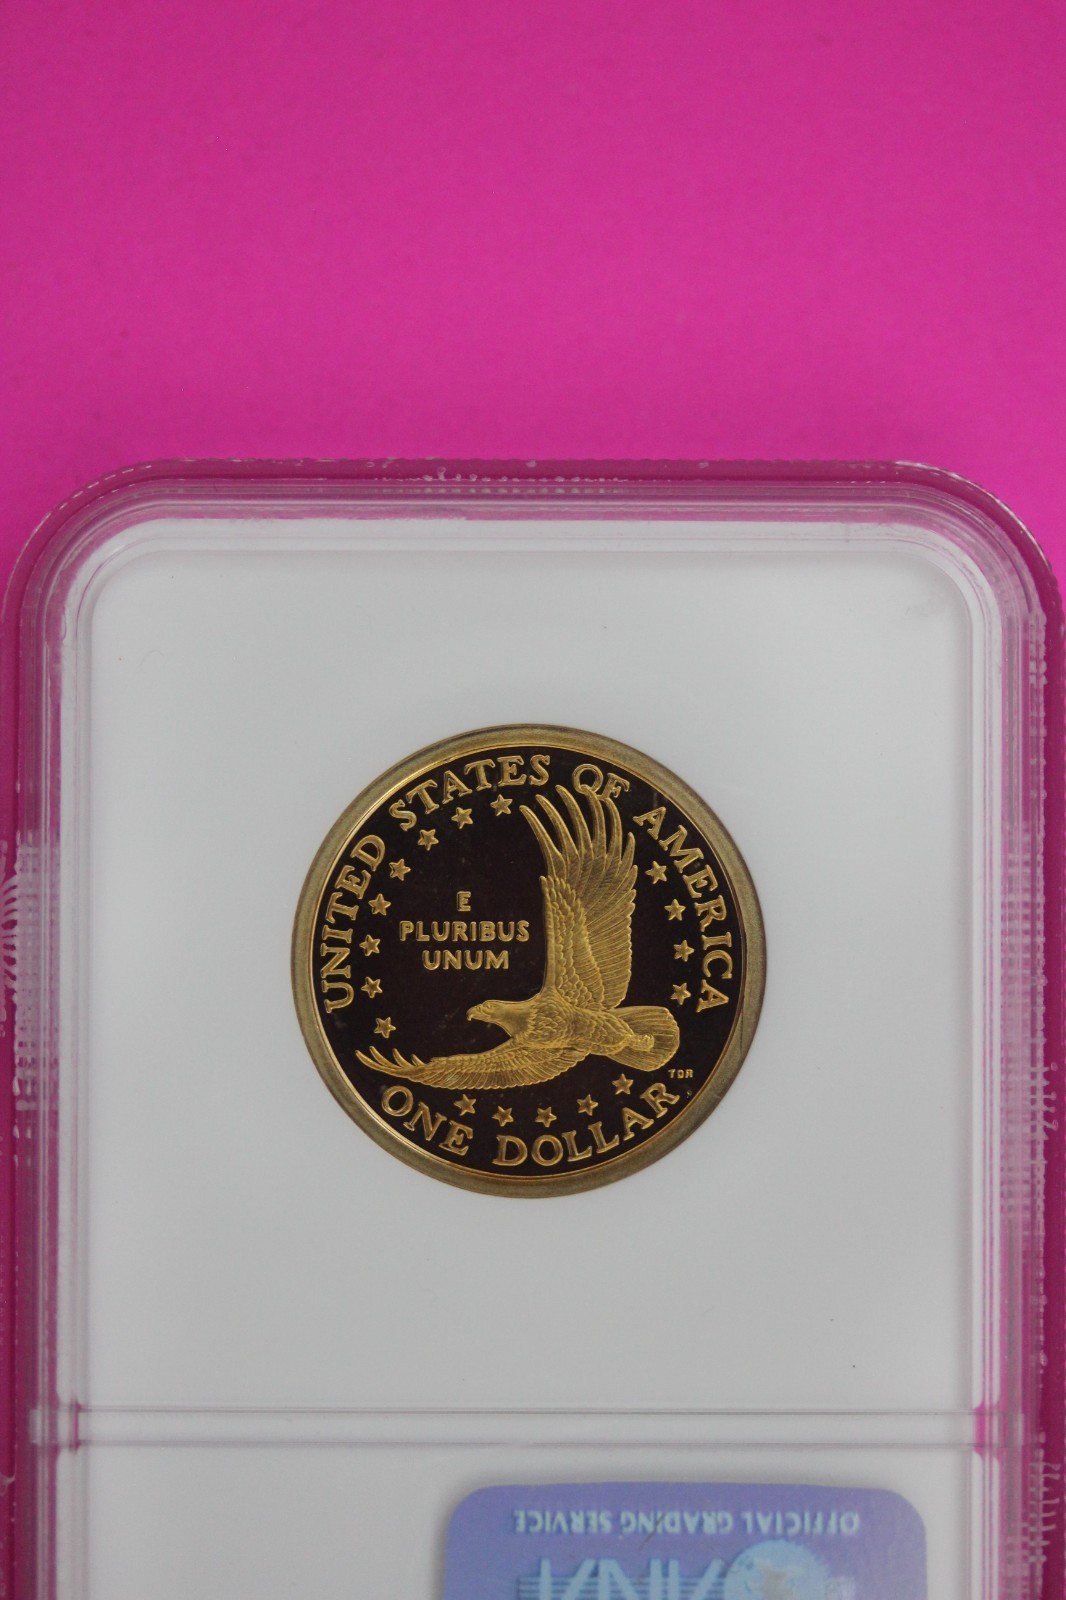 UNITED STATES OF AMERICA
E
PLURIBUS
UNUM
TDR
ONE DOLLAR
OFFICIAL GRADING SERVICE